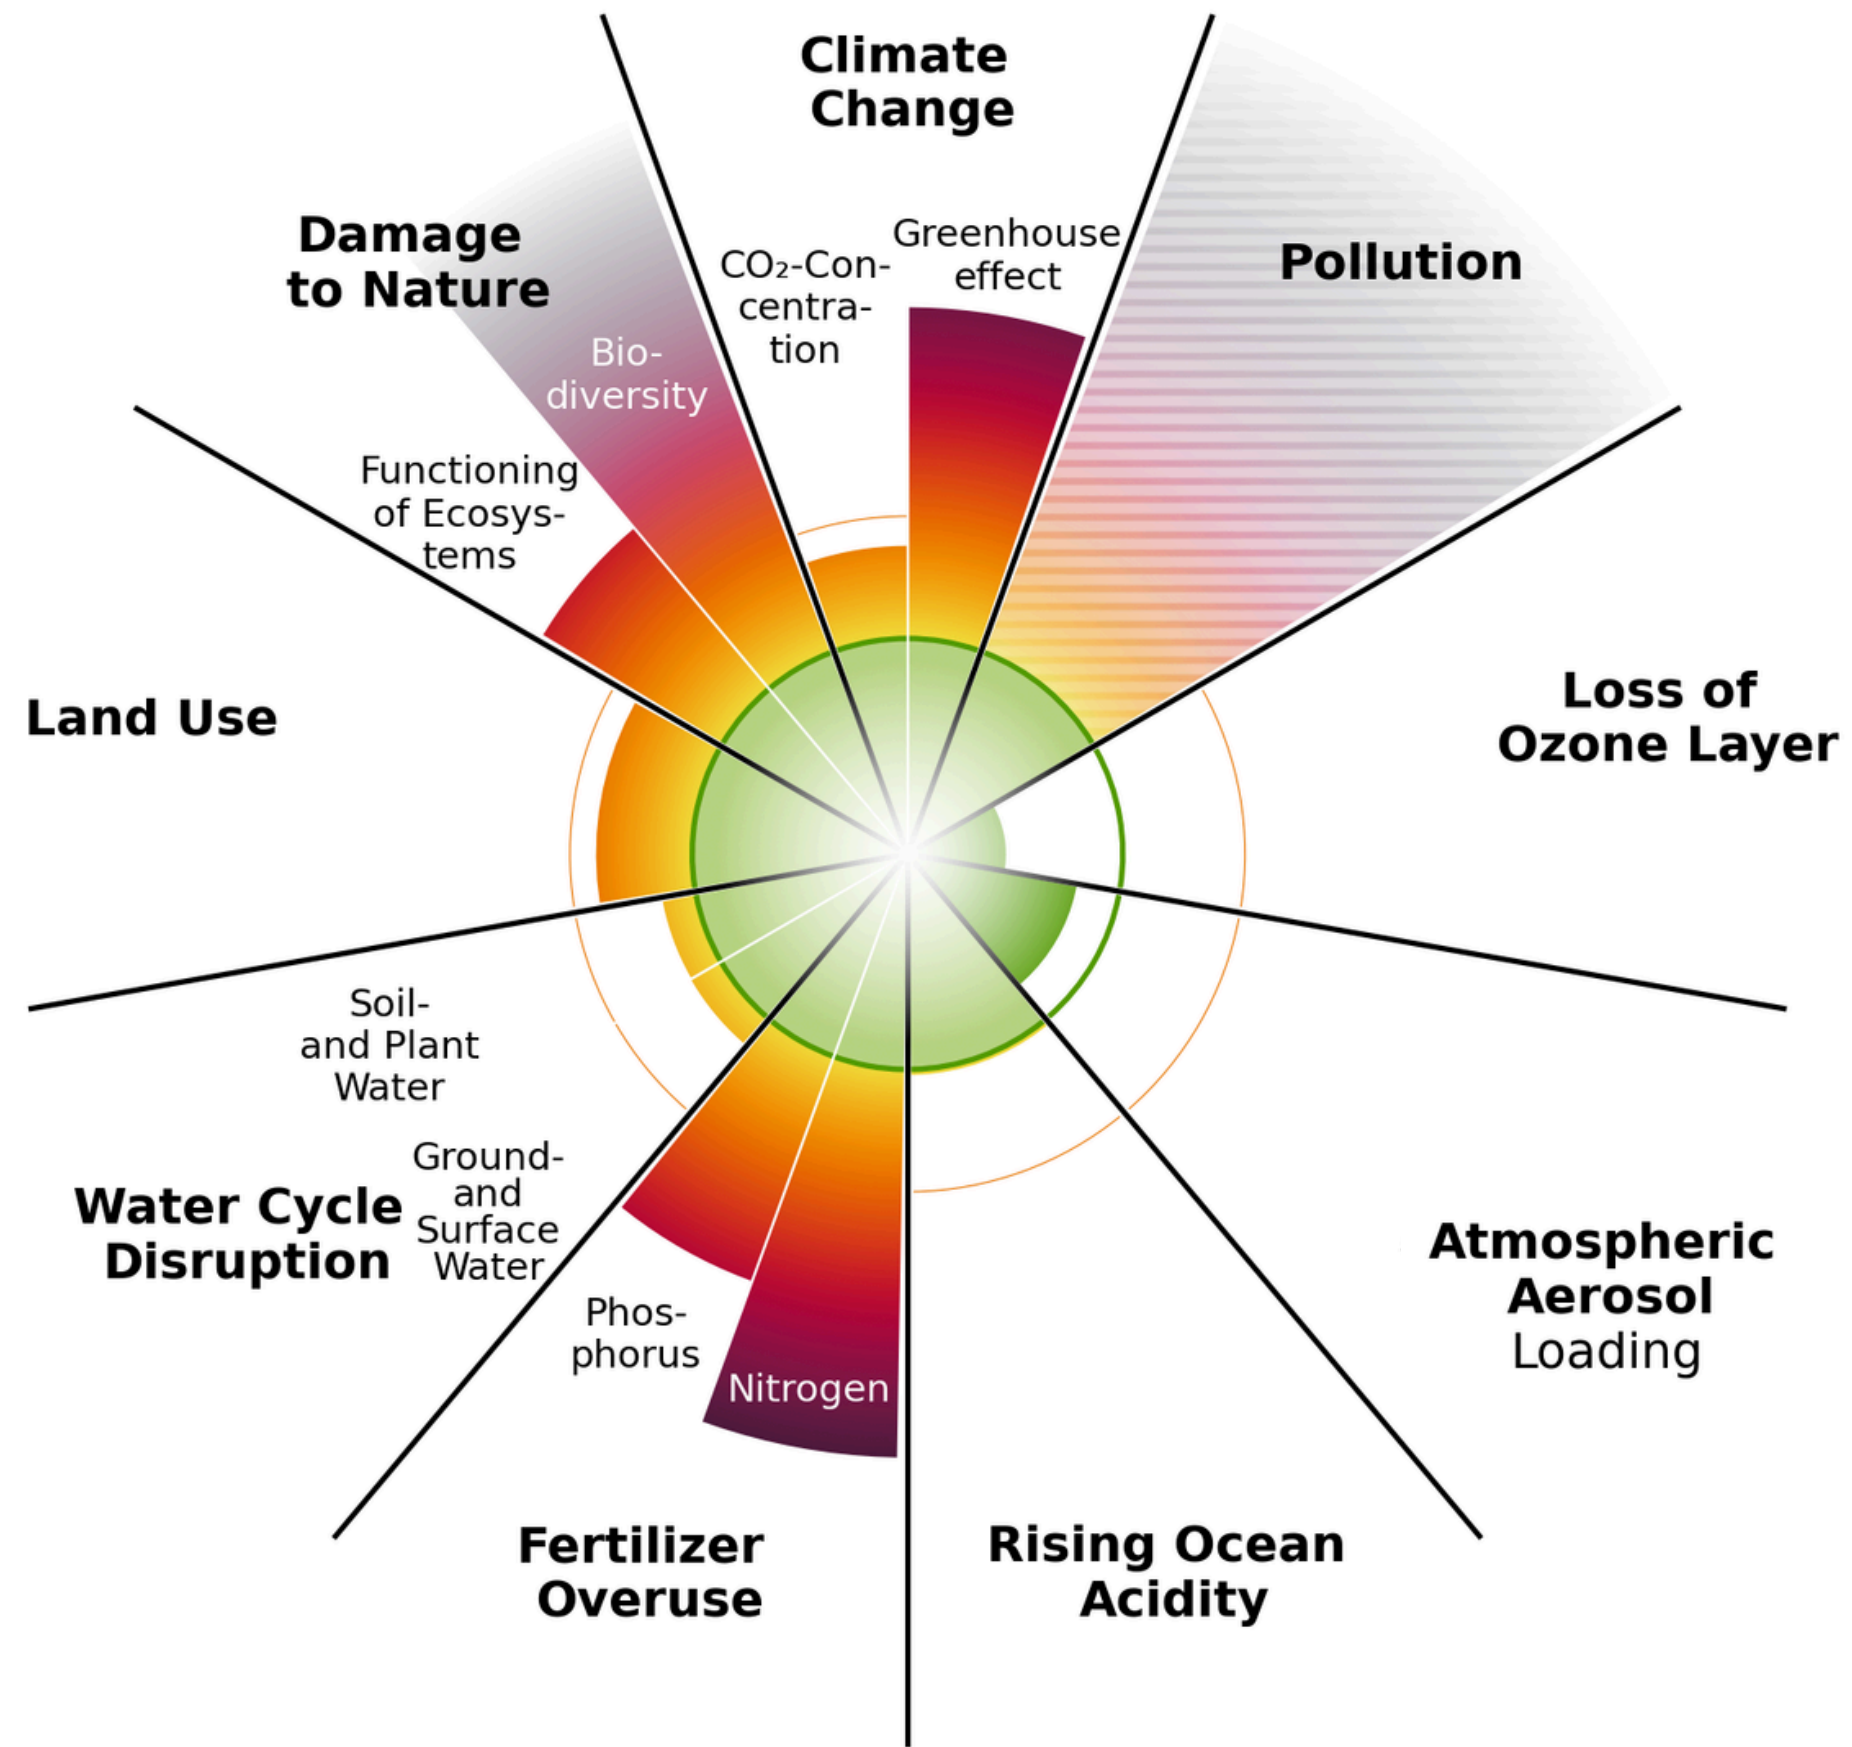 Climate
Change
Greenhouse
effect
CO₂-Con-
centra-
tion
Pollution
Damage
to Nature
Bio-
diversity
Functioning
of Ecosys-
tems
Land Use
Loss of
Ozone Layer
Soil-
and Plant
Water
Ground-
and
Surface
Water
Water Cycle
Disruption
Phos-
phorus
Nitrogen
Fertilizer
Overuse
Rising Ocean
Acidity
Atmospheric
Aerosol
Loading